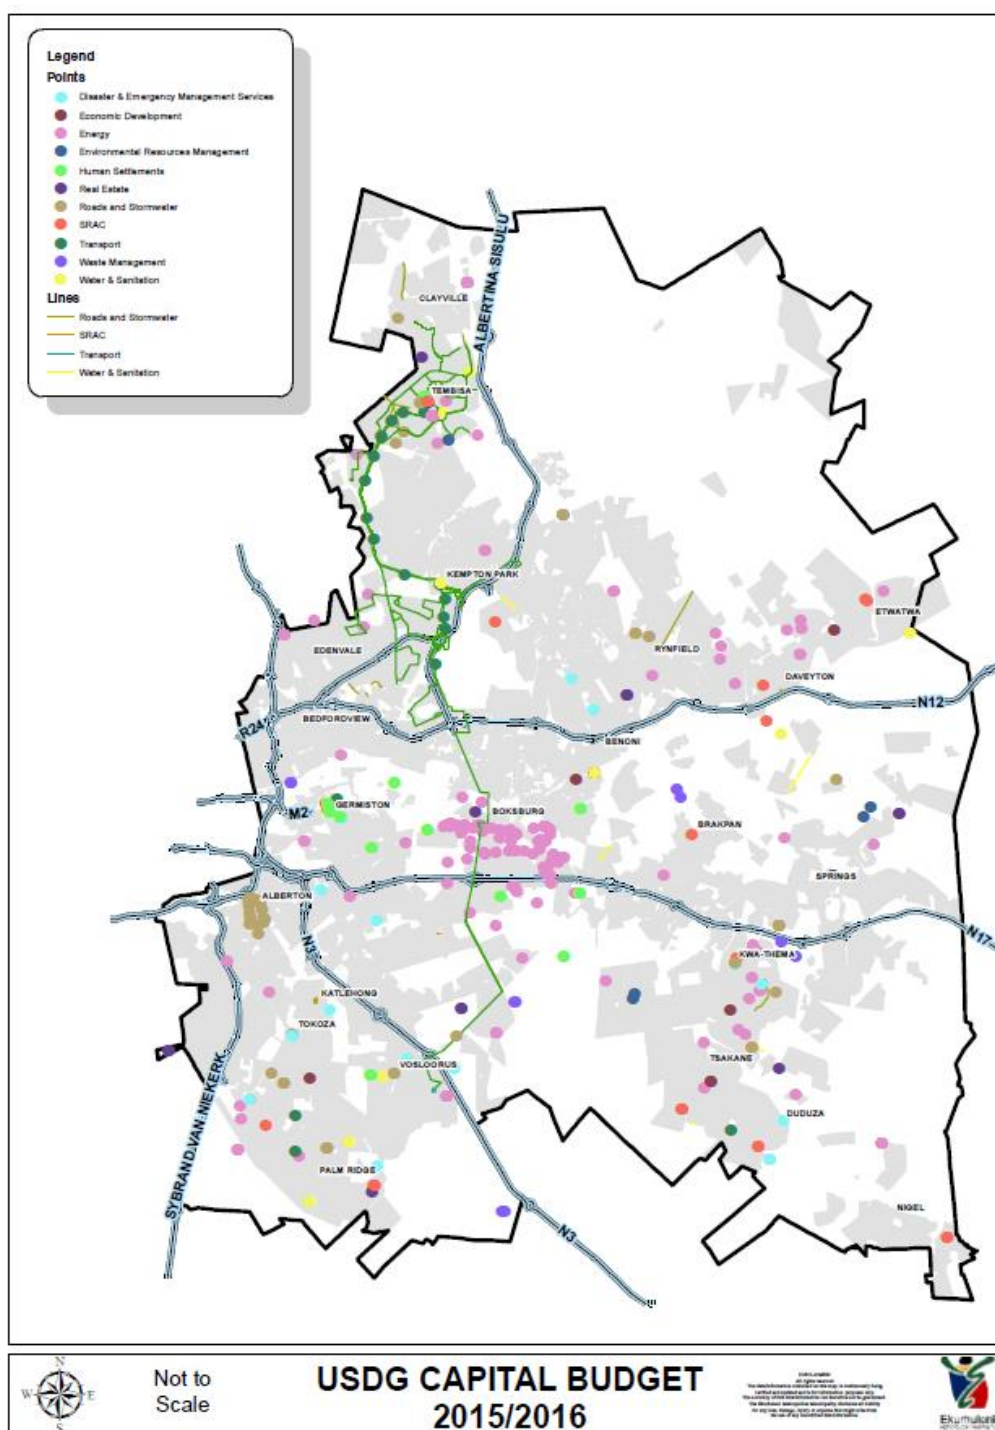 Legend
Points
Disaster & Emergency Management Services
Economic Development
Energy
Environmental Resources Management
Human Settlements
Real Estate
Roads and Stormwater
SRAC
Transport
Waste Management
Water & Sanitation
Lines
Roads and Stormwater
SRAC
Transport
Water & Sanitation
ALBERTINA SISULU
CLAYVILLE
TEMBISA
KEMPTON PARK
ETWATWA
EDENVALE
RYNFIELD
DAVEYTON
N12
R24
BEDFORDVIEW
BENONI
M2
GERMISTON
BOKSBURG
BRAKPAN
SPRINGS
ALBERTON
N3
N17
KWA-THEMA
KATLEHONG
TOKOZA
VOSLOORUS
TSAKANE
DUDUZA
SYBRAND VAN NIEKERK
PALM RIDGE
NIGEL
N3
N
W
E
S
Not to
Scale
USDG CAPITAL BUDGET
2015/2016